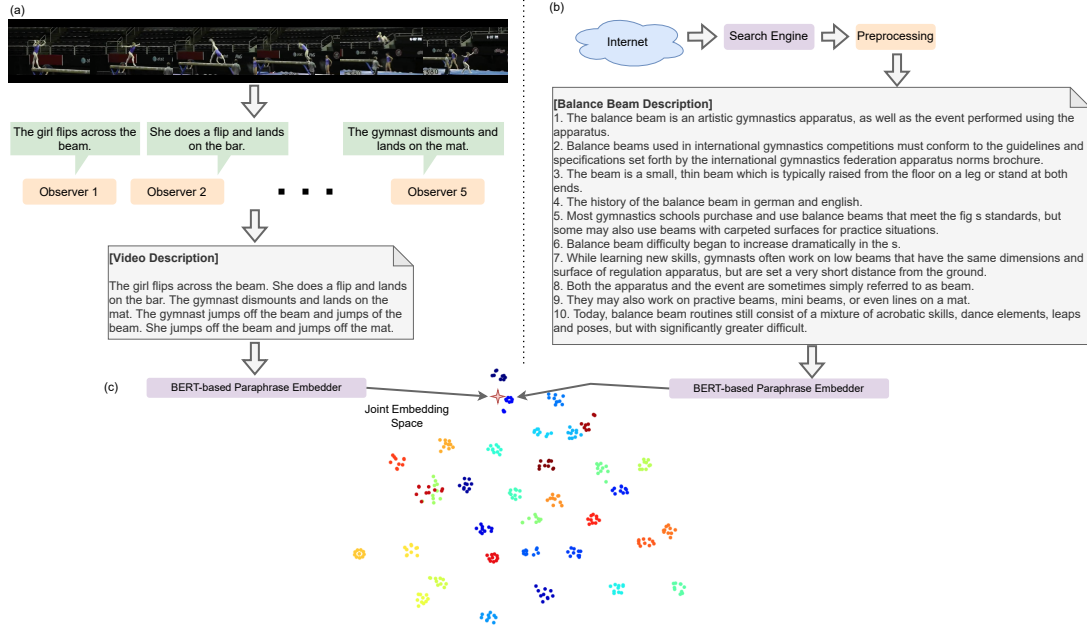 (a)
The girl flips across the
beam.
She does a flip and lands
on the bar.
The gymnast dismounts and
lands on the mat.
Observer 1
Observer 2
Observer 5
[Video Description]
The girl flips across the beam. She does a flip and lands
on the bar. The gymnast dismounts and lands on the
mat. The gymnast jumps off the beam and jumps of the
beam. She jumps off the beam and jumps off the mat.
BERT-based Paraphrase Embedder
(b)
Internet
Search Engine
Preprocessing
[Balance Beam Description]
1. The balance beam is an artistic gymnastics apparatus, as well as the event performed using the
apparatus.
2. Balance beams used in international gymnastics competitions must conform to the guidelines and
specifications set forth by the international gymnastics federation apparatus norms brochure.
3. The beam is a small, thin beam which is typically raised from the floor on a leg or stand at both
ends.
4. The history of the balance beam in german and english.
5. Most gymnastics schools purchase and use balance beams that meet the fig s standards, but
some may also use beams with carpeted surfaces for practice situations.
6. Balance beam difficulty began to increase dramatically in the s.
7. While learning new skills, gymnasts often work on low beams that have the same dimensions and
surface of regulation apparatus, but are set a very short distance from the ground.
8. Both the apparatus and the event are sometimes simply referred to as beam.
9. They may also work on practive beams, mini beams, or even lines on a mat.
10. Today, balance beam routines still consist of a mixture of acrobatic skills, dance elements, leaps
and poses, but with significantly greater difficult.
BERT-based Paraphrase Embedder
(c)
Joint Embedding
Space